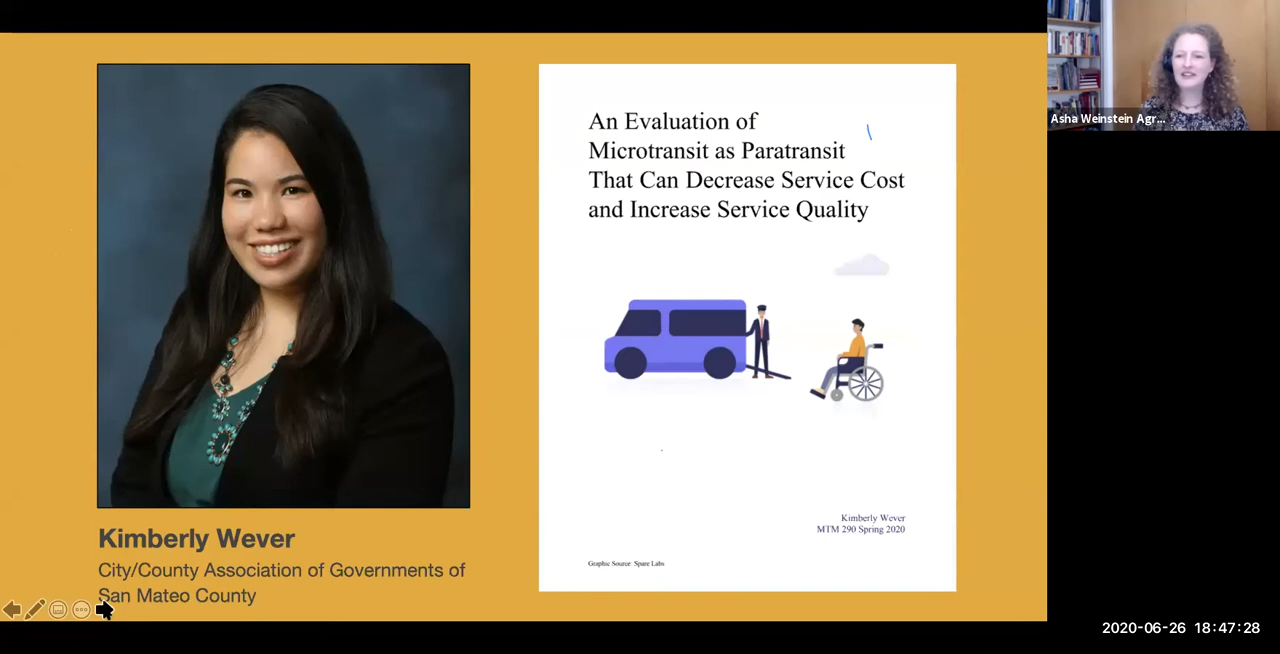 Asha Weinstein Agr...
An Evaluation of
Microtransit as Paratransit
That Can Decrease Service Cost
and Increase Service Quality
Kimberly Wever
MTM 290 Spring 2020
Graphic Source Spare Labs
Kimberly Wever
City/County Association of Governments of
San Mateo County
2020-06-26 18:47:28